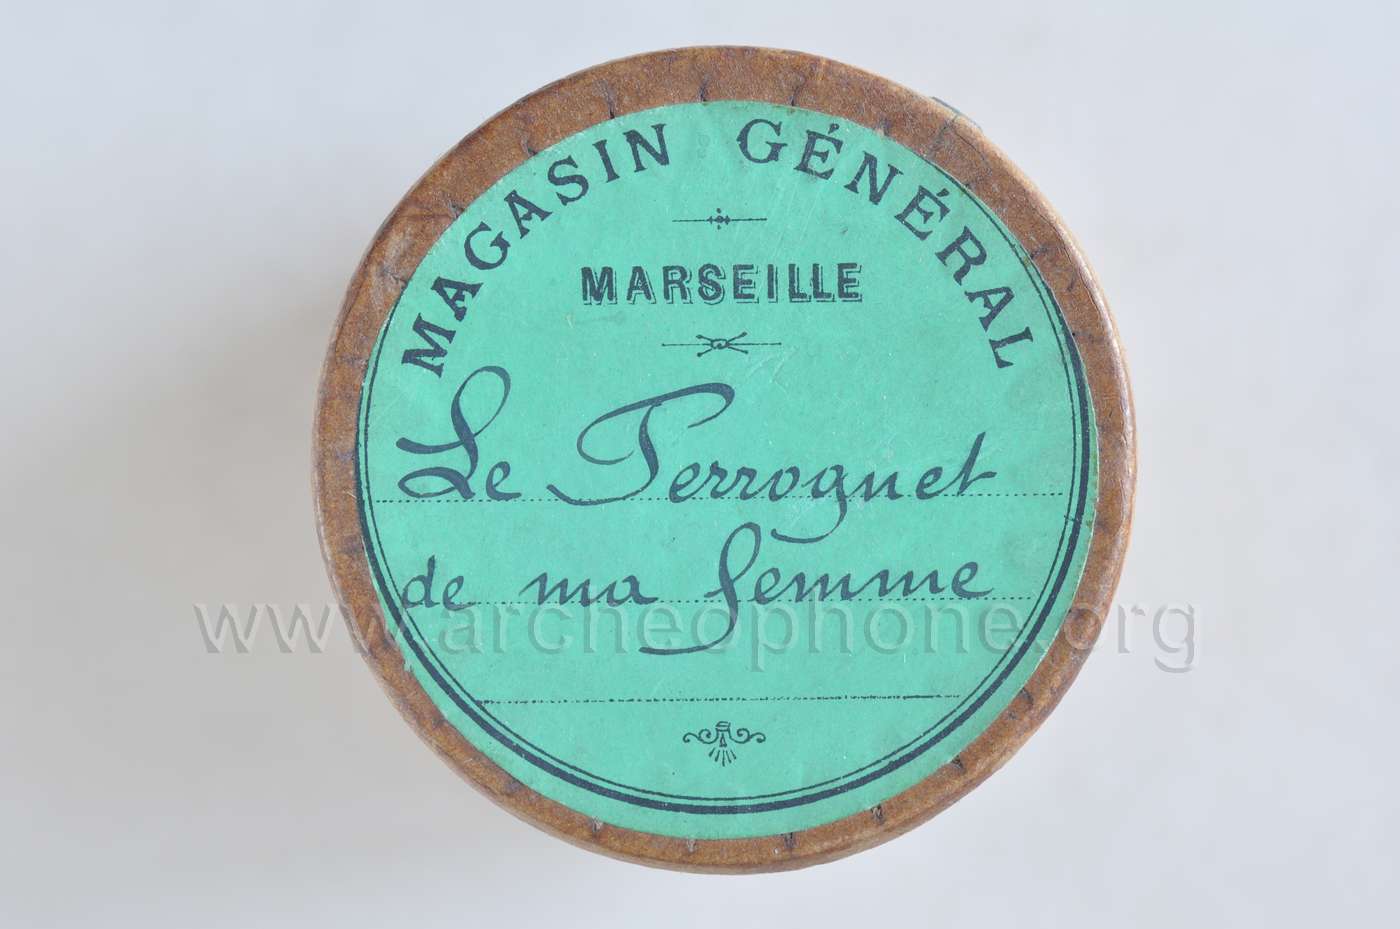 MAGASIN GÉNÉRAL
MARSEILLE
Le Perroquet
de ma femme
www.archeophone.org